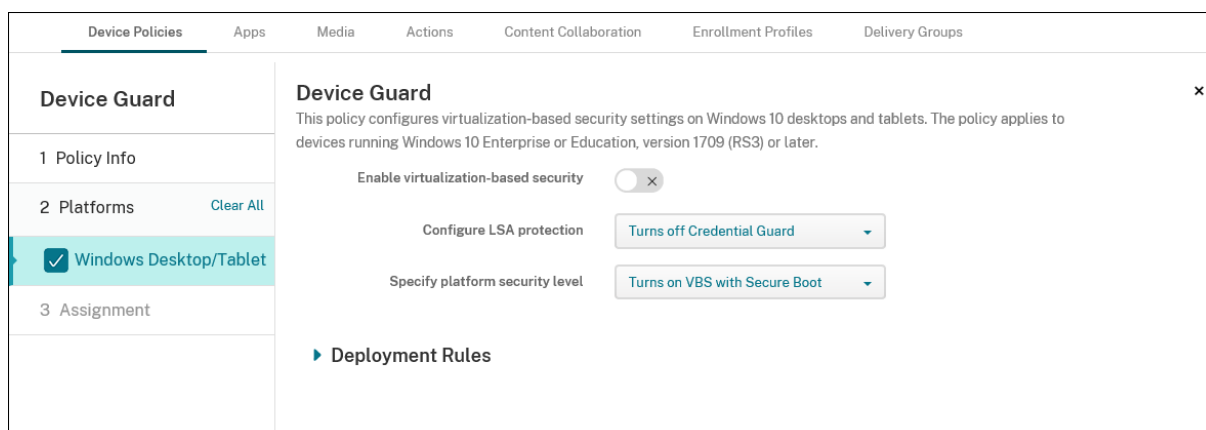 Device Policies Apps Media Actions Content Collaboration Enrollment Profiles Delivery Groups
Device Guard
1 Policy Info
2 Platforms Clear All
Windows Desktop/Tablet
3 Assignment
Device Guard
This policy configures virtualization-based security settings on Windows 10 desktops and tablets. The policy applies to
devices running Windows 10 Enterprise or Education, version 1709 (RS3) or later.
Enable virtualization-based security
Configure LSA protection Turns off Credential Guard
Specify platform security level Turns on VBS with Secure Boot
Deployment Rules